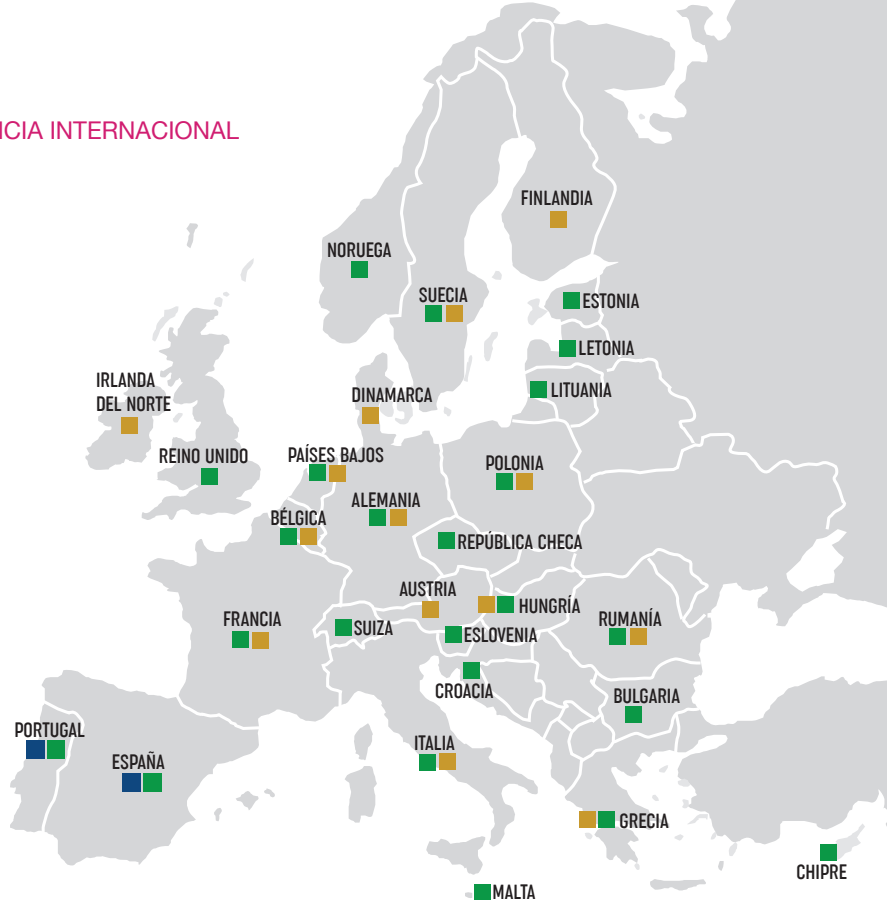 NCIA INTERNACIONAL
FINLANDIA
NORUEGA
SUECIA
ESTONIA
LETONIA
IRLANDA
DEL NORTE
DINAMARCA
LITUANIA
REINO UNIDO
PAÍSES BAJOS
POLONIA
ALEMANIA
BÉLGICA
REPÚBLICA CHECA
AUSTRIA
HUNGRÍA
FRANCIA
SUIZA
ESLOVENIA
RUMANÍA
CROACIA
BULGARIA
PORTUGAL
ESPAÑA
ITALIA
GRECIA
CHIPRE
MALTA